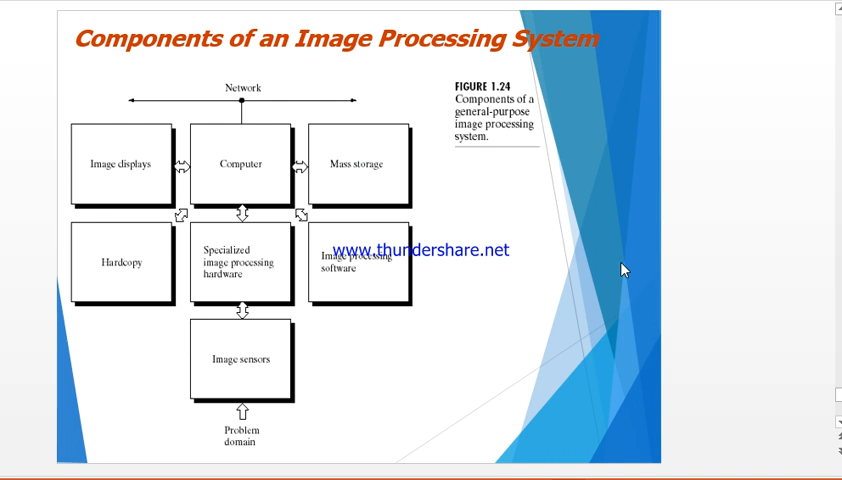 Components of an Image Processing System
Network
FIGURE 1.24
Components of a
general-purpose
image processing
system.
Image displays
Computer
Mass storage
Hardcopy
Specialized
image processing
hardware
Image processing
software
www.thundershare.net
Image sensors
Problem
domain